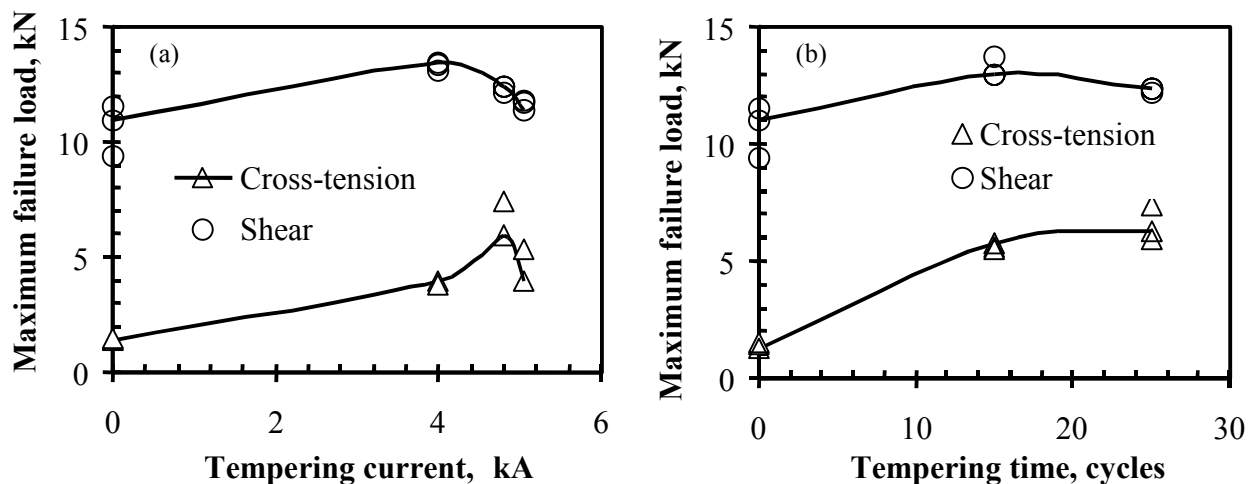 Maximum failure load, kN
15
10
5
0
(a)
Cross-tension
Shear
0
2
4
6
Tempering current, kA
Maximum failure load, kN
15
10
5
0
(b)
Cross-tension
Shear
0
10
20
30
Tempering time, cycles